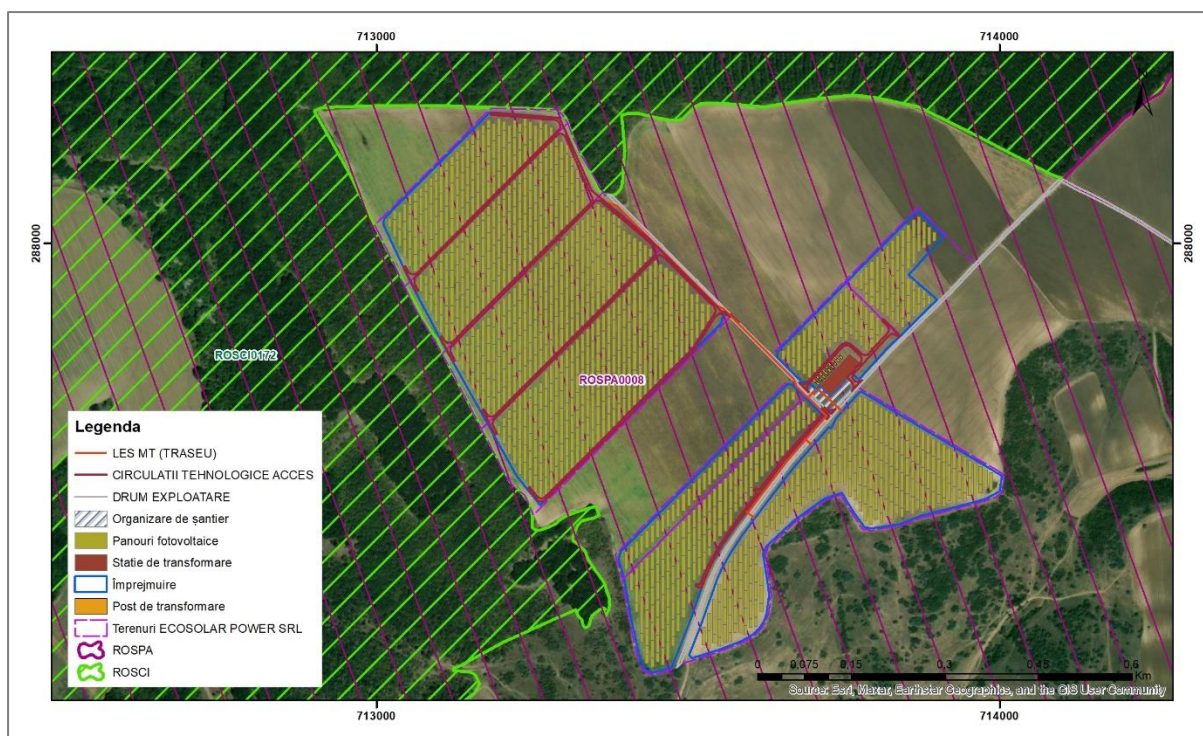 713000
714000
288000
288000
ROSCI0172
ROSPA0008
Legenda
LES MT (TRASEU)
CIRCULATII TEHNOLOGICE ACCES
DRUM EXPLOATARE
Organizare de șantier
Panouri fotovoltaice
Statie de transformare
Împrejmuire
Post de transformare
Terenuri ECOSOLAR POWER SRL
ROSPA
ROSCI
0 0.075 0.15 0.3 0.45 0.6
Km
Source: Esri, Maxar, Earthstar Geographics, and the GIS User Community
713000
714000